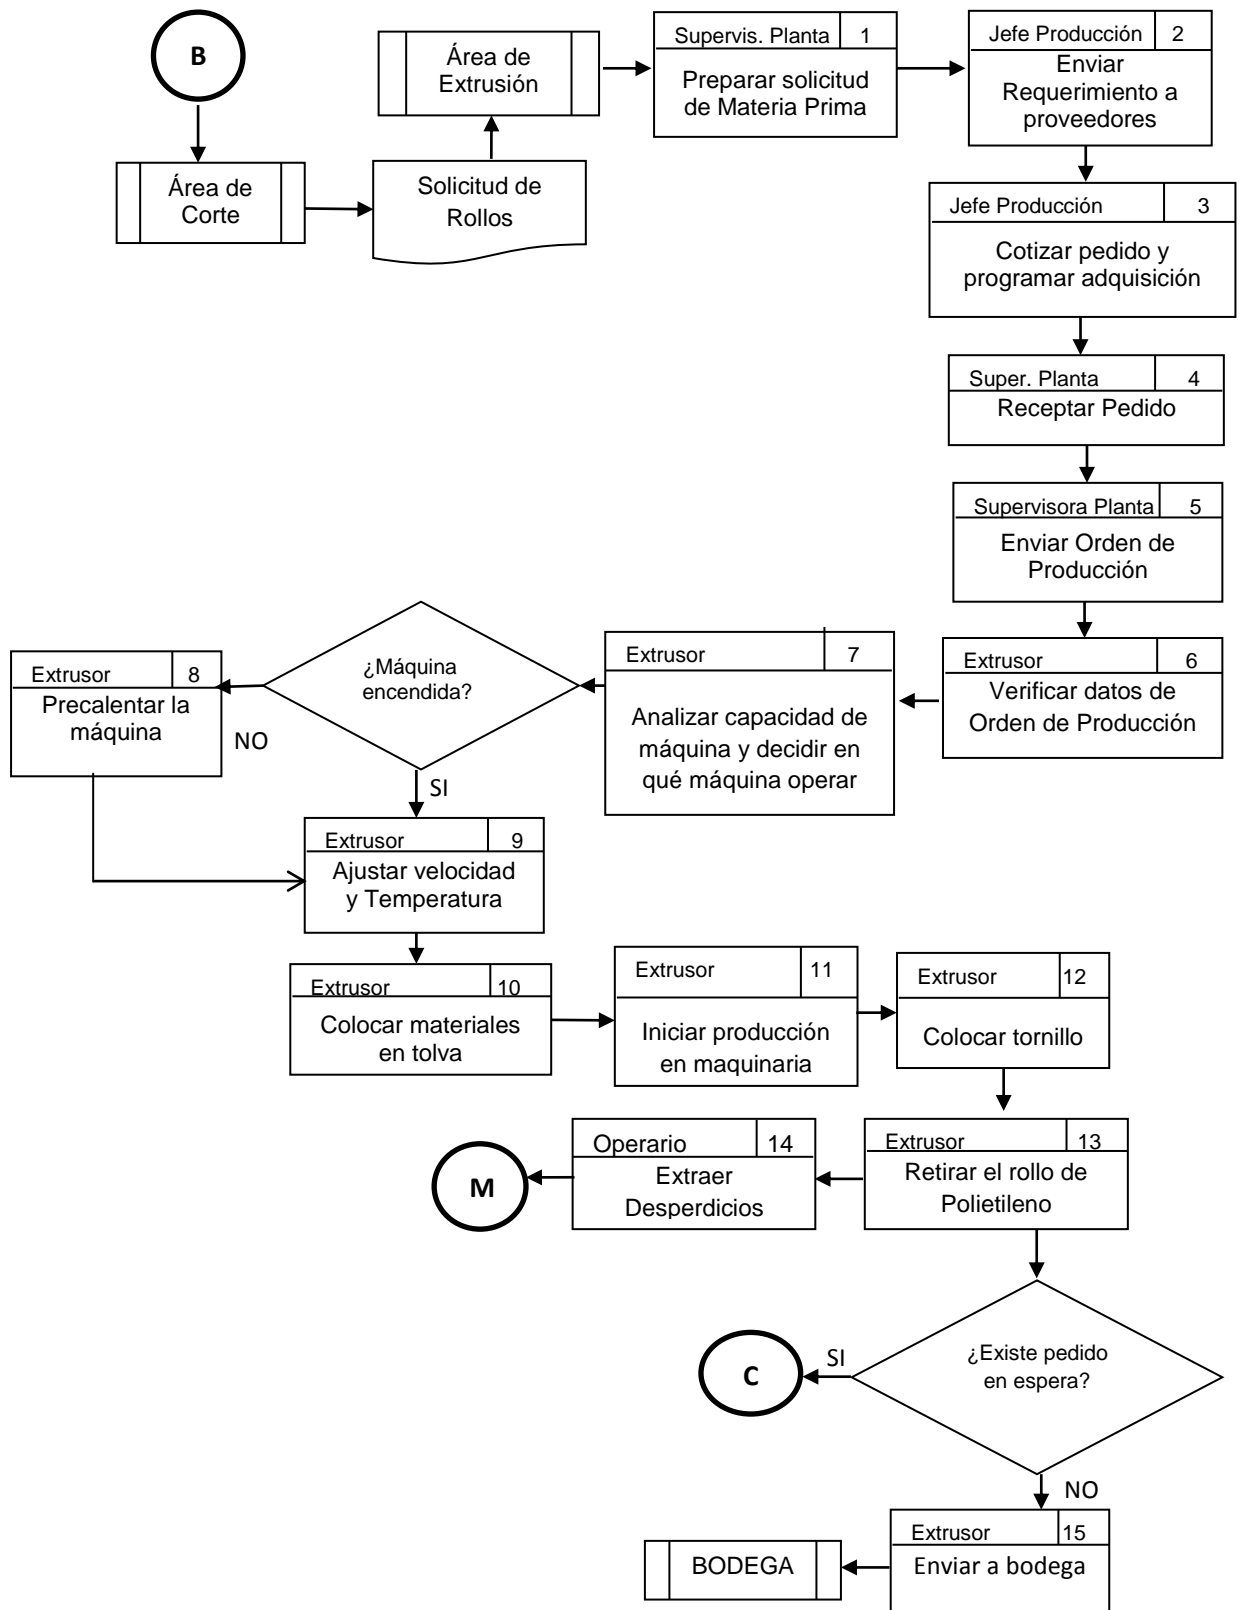 B
Área de
Corte
Solicitud de
Rollos
Área de
Extrusión
Supervis. Planta 1
Preparar solicitud
de Materia Prima
Jefe Producción 2
Enviar
Requerimiento a
proveedores
Jefe Producción 3
Cotizar pedido y
programar adquisición
Super. Planta 4
Receptar Pedido
Supervisora Planta 5
Enviar Orden de
Producción
Extrusor 6
Verificar datos de
Orden de Producción
Extrusor 7
Analizar capacidad de
máquina y decidir en
qué máquina operar
¿Máquina
encendida?
NO
SI
Extrusor 8
Precalentar la
máquina
Extrusor 9
Ajustar velocidad
y Temperatura
Extrusor 10
Colocar materiales
en tolva
Extrusor 11
Iniciar producción
en maquinaria
Extrusor 12
Colocar tornillo
Extrusor 13
Retirar el rollo de
Polietileno
Operario 14
Extraer
Desperdicios
M
¿Existe pedido
en espera?
SI
C
NO
Extrusor 15
Enviar a bodega
BODEGA